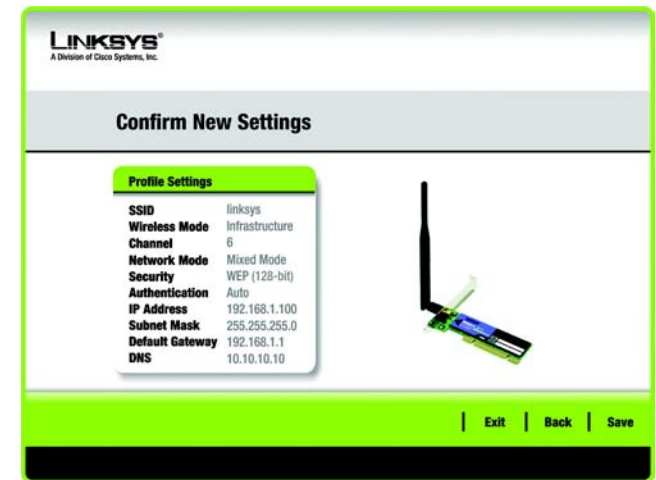 LINKSYS®
A Division of Cisco Systems, Inc.
Confirm New Settings
Profile Settings
SSID linksys
Wireless Mode Infrastructure
Channel 6
Network Mode Mixed Mode
Security WEP (128-bit)
Authentication Auto
IP Address 192.168.1.100
Subnet Mask 255.255.255.0
Default Gateway 192.168.1.1
DNS 10.10.10.10
Exit | Back | Save